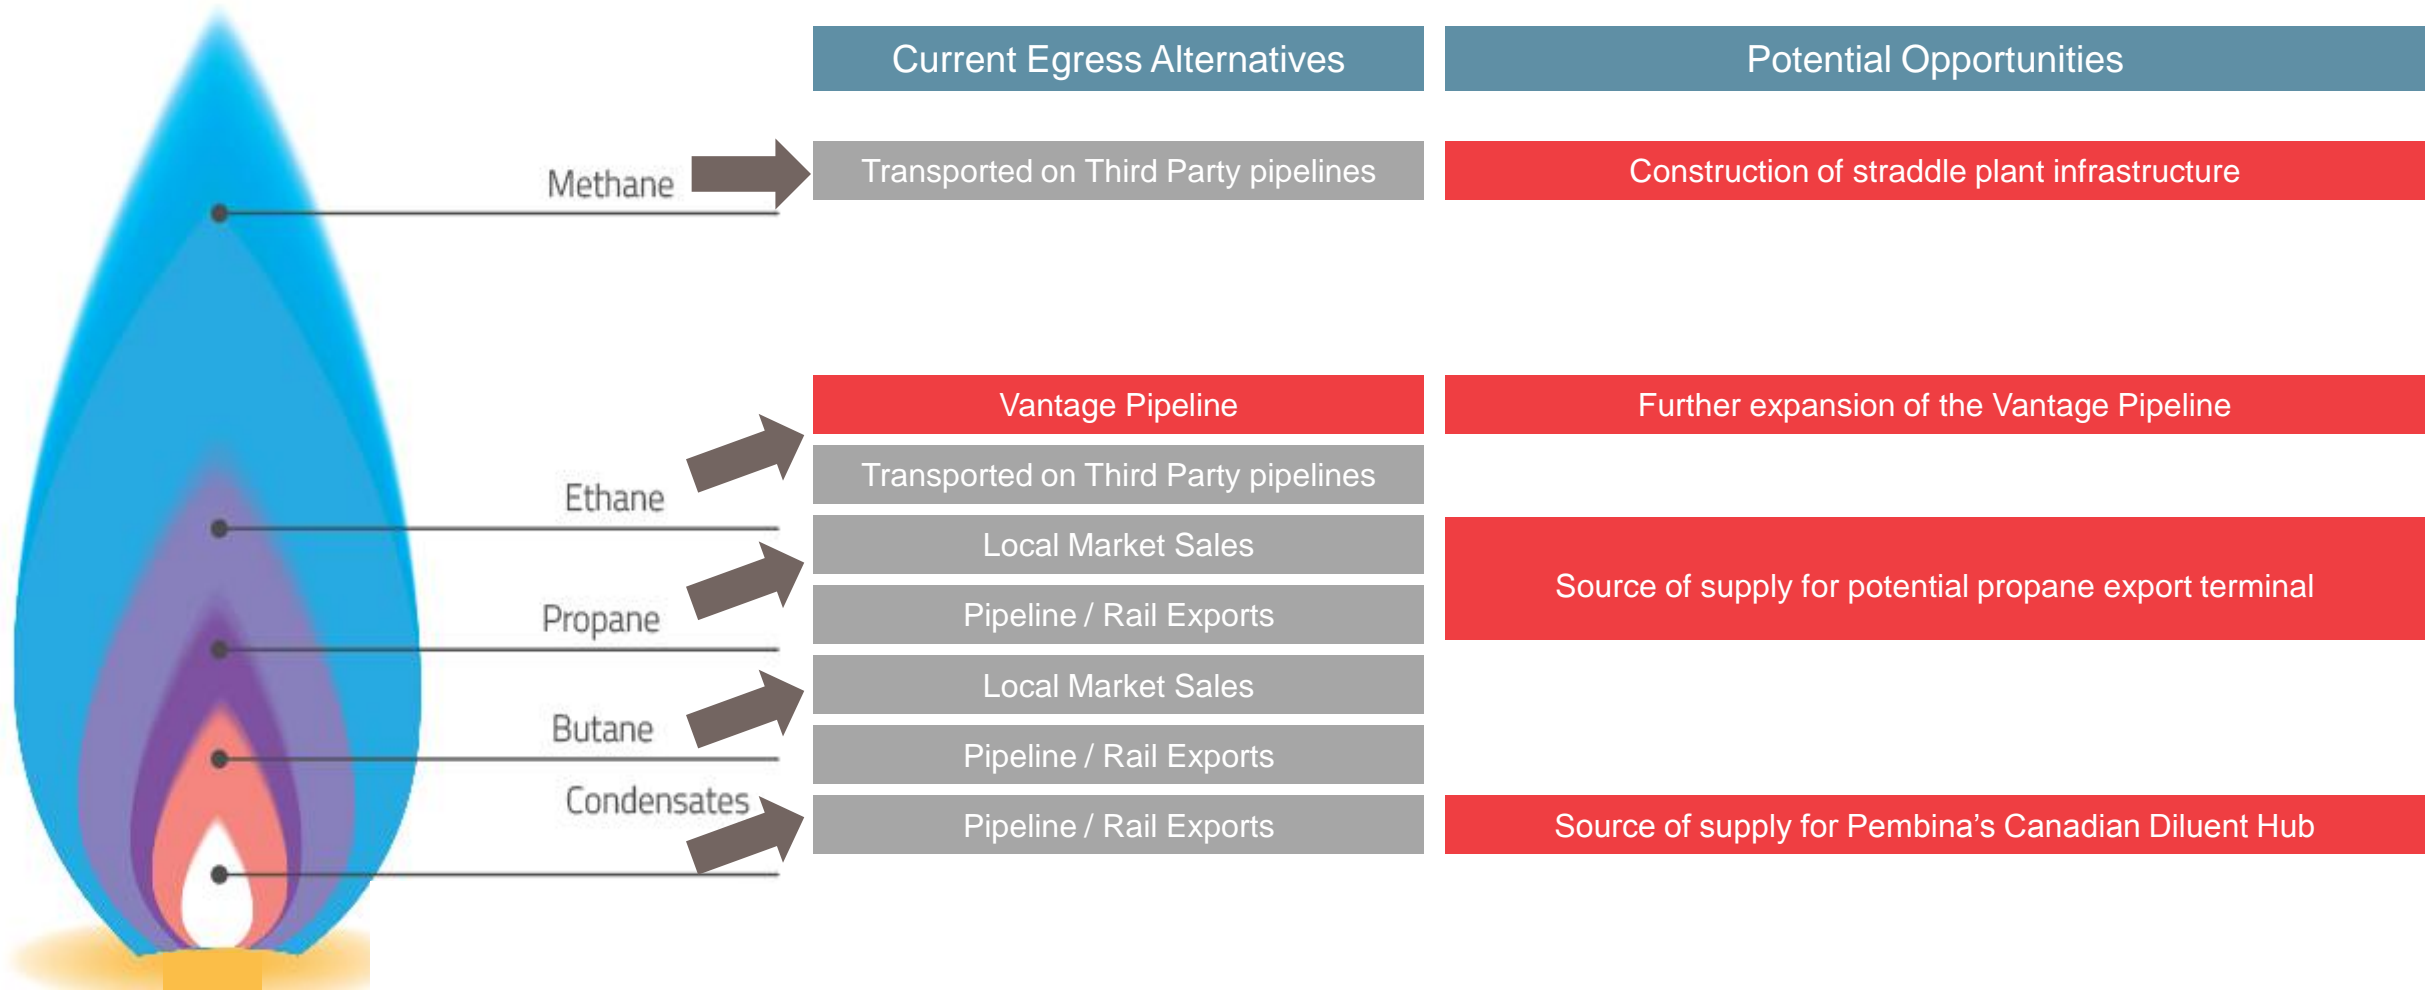 Current Egress Alternatives
Potential Opportunities
Methane
Transported on Third Party pipelines
Construction of straddle plant infrastructure
Ethane
Vantage Pipeline
Further expansion of the Vantage Pipeline
Transported on Third Party pipelines
Propane
Local Market Sales
Pipeline / Rail Exports
Source of supply for potential propane export terminal
Butane
Local Market Sales
Pipeline / Rail Exports
Condensates
Pipeline / Rail Exports
Source of supply for Pembina’s Canadian Diluent Hub